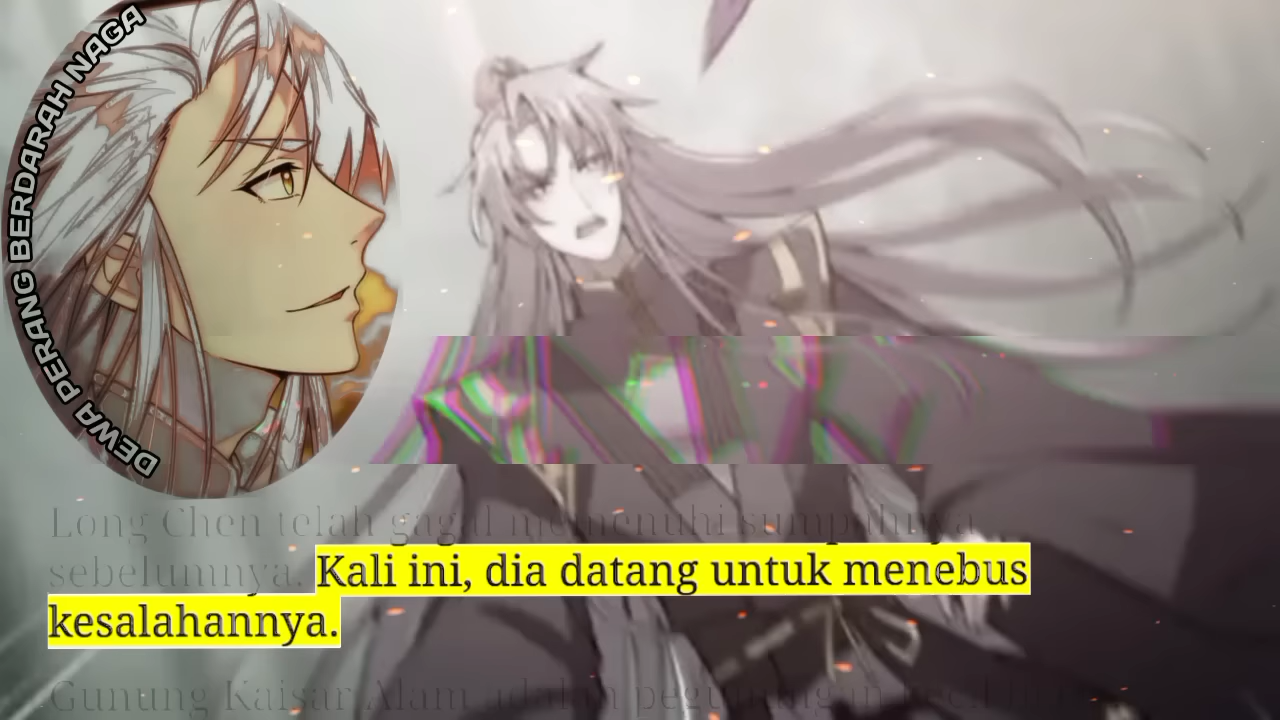 DEWA PERANG BERDARAH NAGA
Long Chen telah gagal memenuhi sumpahnya
sebelumnya. Kali ini, dia datang untuk menebus
kesalahannya.
Gunung Kaisar Alam adalah pegunungan